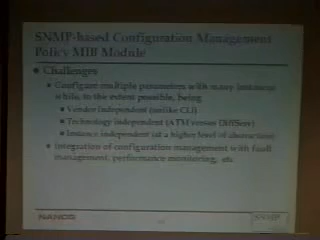 SNMP-based Configuration Management
Policy MIB Module
Challenges
Configure multiple parameters with many instances
while, to the extent possible, being
Vendor Independent (unlike CLI)
Technology independent (ATM versus DiffServ)
Instance independent (at a higher level of abstraction)
Integration of configuration management with fault
management, performance monitoring, etc
NANOG
SNMP